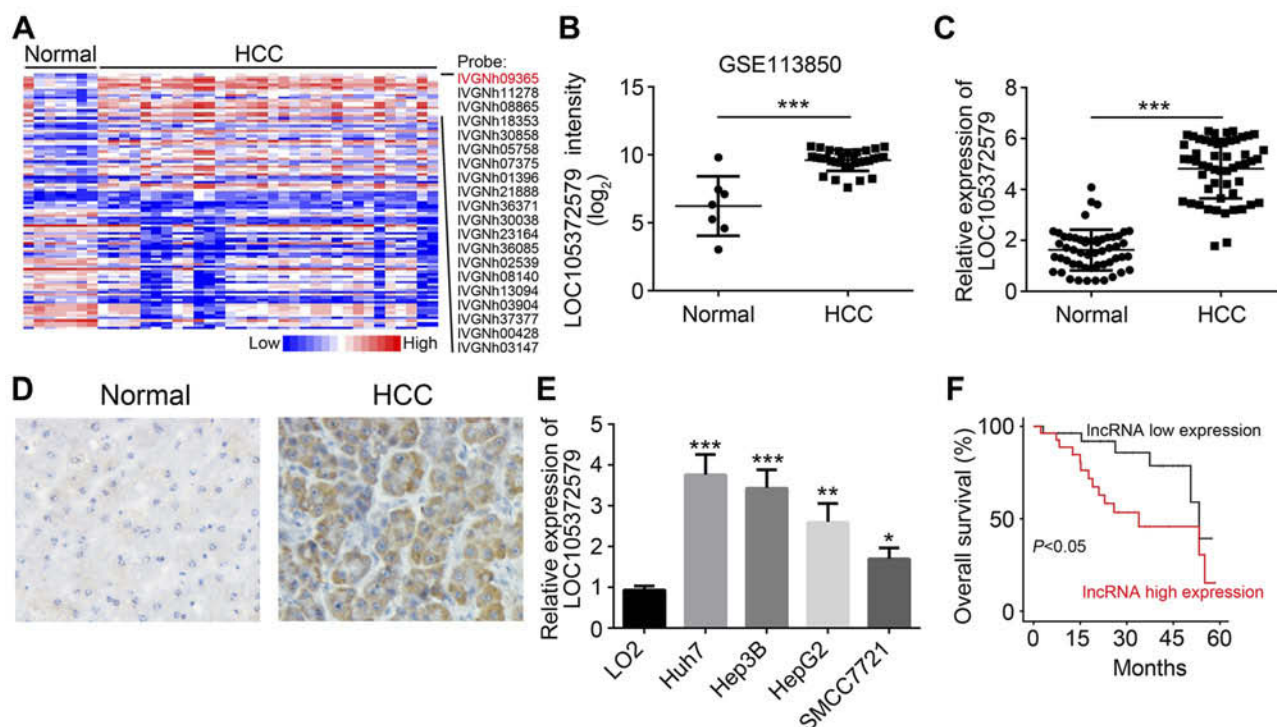 A
Normal HCC
Probe:
IVGNh09365
IVGNh11278
IVGNh08865
IVGNh18353
IVGNh30858
IVGNh05758
IVGNh07375
IVGNh01396
IVGNh21888
IVGNh36371
IVGNh30038
IVGNh23164
IVGNh36085
IVGNh02539
IVGNh08140
IVGNh13094
IVGNh03904
IVGNh37377
IVGNh00428
IVGNh03147
Low High
B
GSE113850
LOC105372579 intensity
(log2)
15
10
5
0
***
Normal HCC
C
Relative expression of
LOC105372579
8
6
4
2
0
***
Normal HCC
D
Normal HCC
E
Relative expression of
LOC105372579
5
4
3
2
1
0
*** *** ** *
LO2 Huh7 Hep3B HepG2 SMCC7721
F
Overall survival (%)
100
50
0
lncRNA low expression
P<0.05
lncRNA high expression
0 15 30 45 60
Months